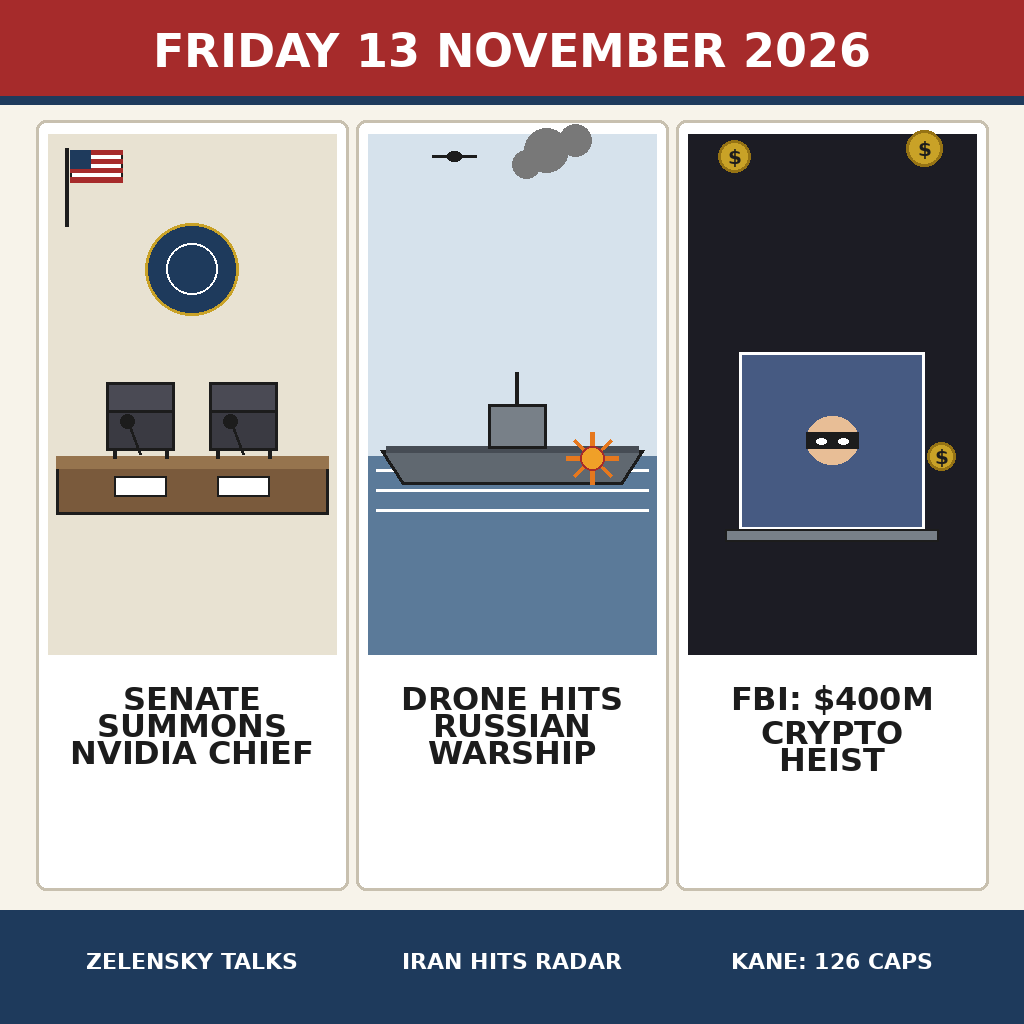 FRIDAY 13 NOVEMBER 2026
$
$
$
SENATE
SUMMONS
NVIDIA CHIEF
DRONE HITS
RUSSIAN
WARSHIP
FBI: $400M
CRYPTO
HEIST
ZELENSKY TALKS
IRAN HITS RADAR
KANE: 126 CAPS